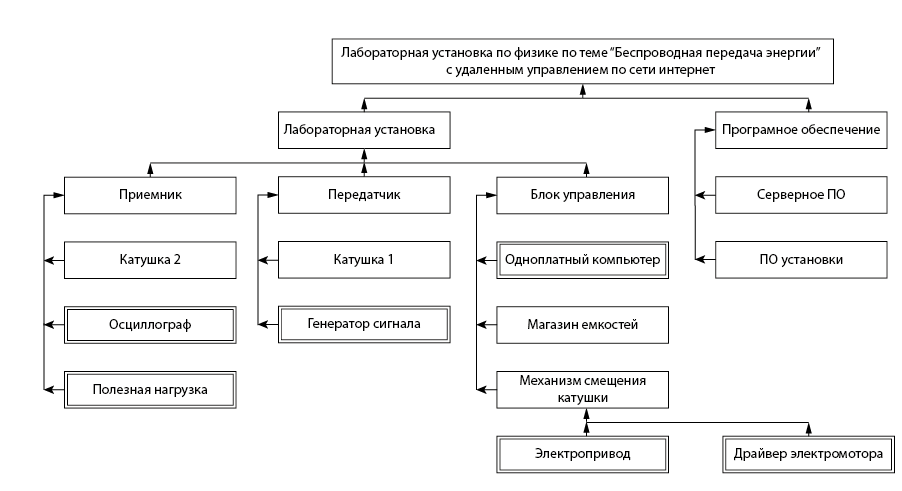 Лабораторная установка по физике по теме “Беспроводная передача энергии”
с удаленным управлением по сети интернет
Лабораторная установка
Програмное обеспечение
Приемник
Передатчик
Блок управления
Серверное ПО
Катушка 2
Катушка 1
Одноплатный компьютер
ПО установки
Осциллограф
Генератор сигнала
Магазин емкостей
Полезная нагрузка
Механизм смещения
катушки
Электропривод
Драйвер электромотора